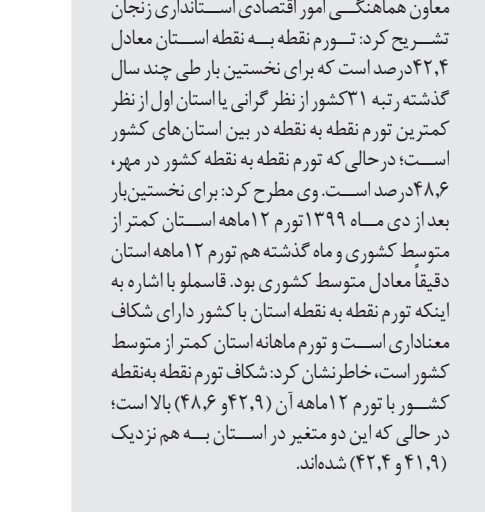 معاون هماهنگی امور اقتصادی استانداری زنجان
تشریح کرد: تورم نقطه به نقطه استان معادل
۴۲,۴درصد است که برای نخستین بار طی چند سال
گذشته رتبه ۳۱کشور از نظر گرانی یا استان اول از نظر
کمترین تورم نقطه به نقطه در بین استان‌های کشور
است؛ درحالی‌که تورم نقطه به نقطه کشور در مهر،
۴۸,۶درصد است. وی مطرح کرد: برای نخستین‌بار
بعد از دی ماه ۱۳۹۹تورم ۱۲ماهه استان کمتر از
متوسط کشوری و ماه گذشته هم تورم ۱۲ماهه استان
دقیقاً معادل متوسط کشوری بود. قاسملو با اشاره به
اینکه تورم نقطه به نقطه استان با کشور دارای شکاف
معناداری است و تورم ماهانه استان کمتر از متوسط
کشور است، خاطرنشان کرد: شکاف تورم نقطه به‌نقطه
کشور با تورم ۱۲ماهه آن (۴۲,۹و ۴۸,۶) بالا است؛
در حالی که این دو متغیر در استان به هم نزدیک
(۴۱,۹ و ۴۲,۴) شده‌اند.